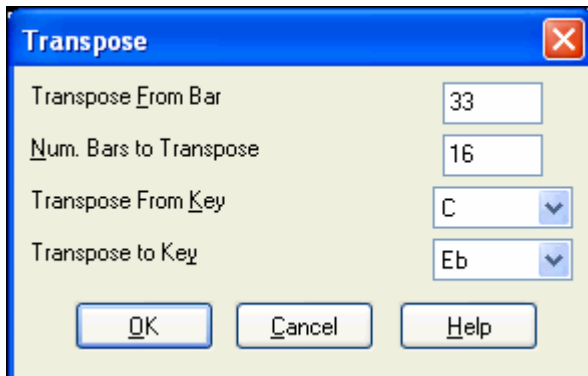 Transpose
Transpose From Bar 33
Num. Bars to Transpose 16
Transpose From Key C
Transpose to Key Eb
OK Cancel Help